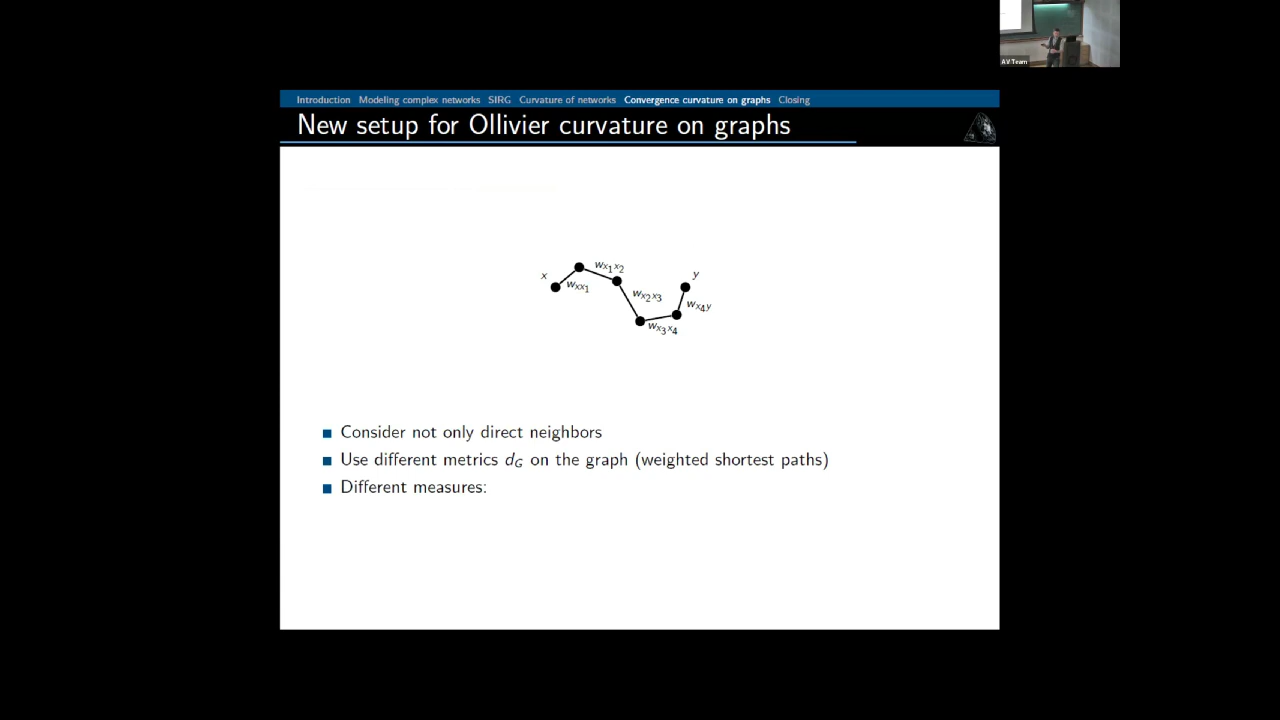 AV Team
Introduction Modeling complex networks SIRG Curvature of networks Convergence curvature on graphs Closing
New setup for Ollivier curvature on graphs
x
w_{xx_1}
w_{x_1x_2}
w_{x_2x_3}
w_{x_3x_4}
w_{x_4y}
y
Consider not only direct neighbors
Use different metrics d_G on the graph (weighted shortest paths)
Different measures: